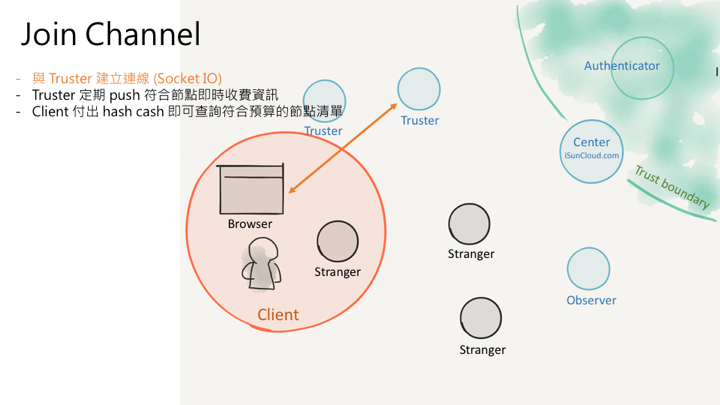 Join Channel
- 與 Truster 建立連線 (Socket IO)
- Truster 定期 push 符合節點即時收費資訊
- Client 付出 hash cash 即可查詢符合預算的節點清單
Authenticator
Truster
Truster
Center
iSunCloud.com
Trust boundary
Browser
Stranger
Stranger
Observer
Client
Stranger